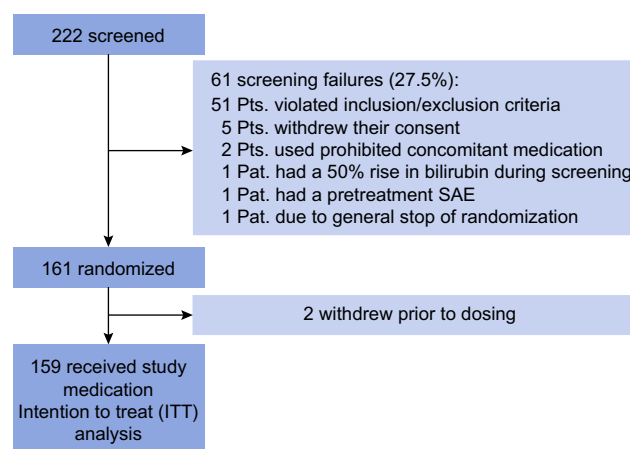 222 screened
61 screening failures (27.5%):
51 Pts. violated inclusion/exclusion criteria
5 Pts. withdrew their consent
2 Pts. used prohibited concomitant medication
1 Pat. had a 50% rise in bilirubin during screening
1 Pat. had a pretreatment SAE
1 Pat. due to general stop of randomization
161 randomized
2 withdrew prior to dosing
159 received study
medication
Intention to treat (ITT)
analysis